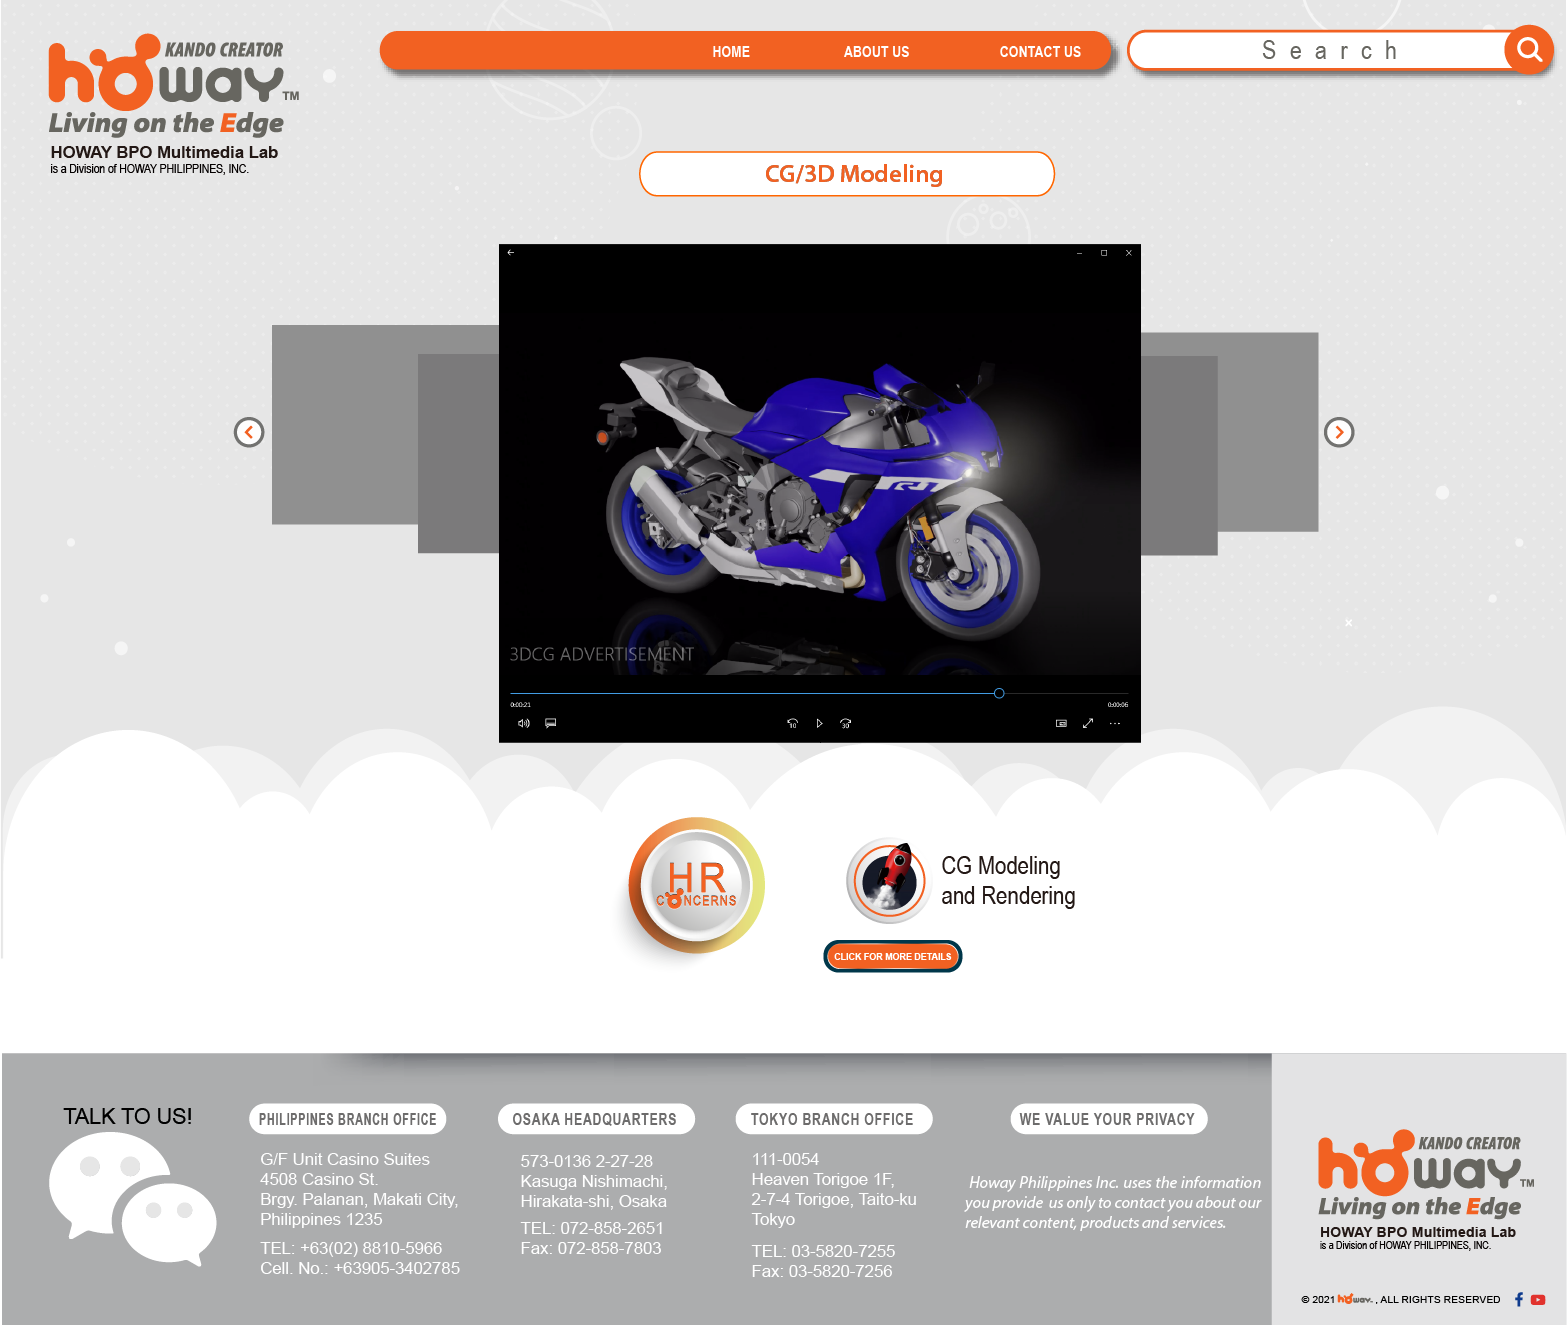 KANDO CREATOR
howay™
Living on the Edge
HOWAY BPO Multimedia Lab
is a Division of HOWAY PHILIPPINES, INC.
HOME ABOUT US CONTACT US
Search
CG/3D Modeling
R1
3DCG ADVERTISEMENT
0:00:21 0:00:06
10 30
HR
CONCERNS
CG Modeling
and Rendering
CLICK FOR MORE DETAILS
TALK TO US!
PHILIPPINES BRANCH OFFICE
G/F Unit Casino Suites
4508 Casino St.
Brgy. Palanan, Makati City,
Philippines 1235
TEL: +63(02) 8810-5966
Cell. No.: +63905-3402785
OSAKA HEADQUARTERS
573-0136 2-27-28
Kasuga Nishimachi,
Hirakata-shi, Osaka
TEL: 072-858-2651
Fax: 072-858-7803
TOKYO BRANCH OFFICE
111-0054
Heaven Torigoe 1F,
2-7-4 Torigoe, Taito-ku
Tokyo
TEL: 03-5820-7255
Fax: 03-5820-7256
WE VALUE YOUR PRIVACY
Howay Philippines Inc. uses the information
you provide us only to contact you about our
relevant content, products and services.
KANDO CREATOR
howay™
Living on the Edge
HOWAY BPO Multimedia Lab
is a Division of HOWAY PHILIPPINES, INC.
© 2021 howay. , ALL RIGHTS RESERVED